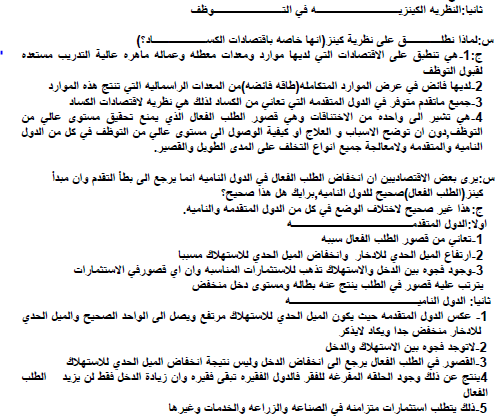 ثانيا:النظريه الكينزيـــــــــه في التـــــــــوظف
س:لماذا نطلــــــق على نظرية كينز(انها خاصه باقتصادات الكســــــاد؟)
ج:1-هي تنطبق على الاقتصادات التي لديها موارد ومعدات معطله وعماله ماهره عالية التدريب مستعده
لقبول التوظف
2-لديها فائض في عرض الموارد المتكامله(طاقه فائضه)من المعدات الراسماليه التي تنتج هذه الموارد
3-جميع ماتقدم متوفر في الدول المتقدمه التي تعاني من الكساد لذلك هي نظريه لاقتصادات الكساد
4-هي تشير الى واحده من الاختناقات وهي قصور الطلب الفعال الذي يمنع تحقيق مستوى عالي من
التوظف,دون ان توضح الاسباب و العلاج او كيفية الوصول الى مستوى عالي من التوظف في كل من الدول
الناميه والمتقدمه ولامعالجة جميع انواع التخلف على المدى الطويل والقصير.
س:يرى بعض الاقتصاديين ان انخفاض الطلب الفعال في الدول الناميه انما يرجع الى بطأ التقدم وان مبدأ
كينز(الطلب الفعال)صحيح للدول الناميه,برايك هل هذا صحيح؟
ج:هذا غير صحيح لاختلاف الوضع في كل من الدول المتقدمه والناميه.
اولا:الدول المتقدمـــــــــه
1-تعاني من قصور الطلب الفعال سببه
2-ارتفاع الميل الحدي للادخار وانخفاض الميل الحدي للاستهلاك مسببا
3-وجود فجوه بين الدخل والاستهلاك تذهب للاستثمارات المناسبه وان اي قصورفي الاستثمارات
يترتب عليه قصور في الطلب ينتج عنه بطاله ومستوى دخل منخفض
ثانيا: الدول الناميـــــــــه
1- عكس الدول المتقدمه حيث يكون الميل الحدي للاستهلاك مرتفع ويصل الى الواحد الصحيح والميل الحدي
للادخار منخفض جدا ويكاد لايذكر
2-لاتوجد فجوه بين الاستهلاك والدخل
3-القصور في الطلب الفعال يرجع الى انخفاض الدخل وليس نتيجة انخفاض الميل الحدي للاستهلاك
4ينتج عن ذلك وجود الحلقه المفرغه للفقر فالدول الفقيره تبقى فقيره وان زيادة الدخل فقط لن يزيد الطلب
الفعال
5-ذلك يتطلب استثمارات متزامنه في الصناعه والزراعه والخدمات وغيرها